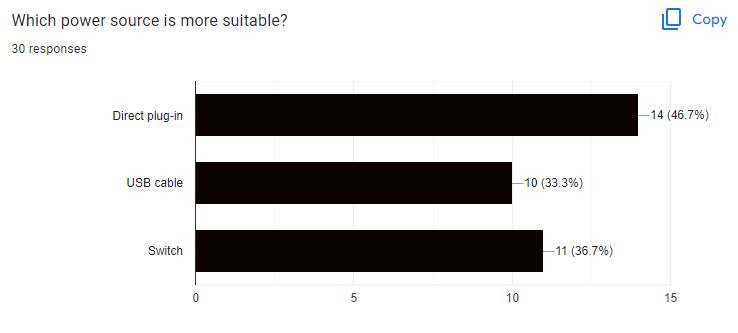 Which power source is more suitable?
Copy
30 responses
Direct plug-in
14 (46.7%)
USB cable
10 (33.3%)
Switch
11 (36.7%)
0
5
10
15